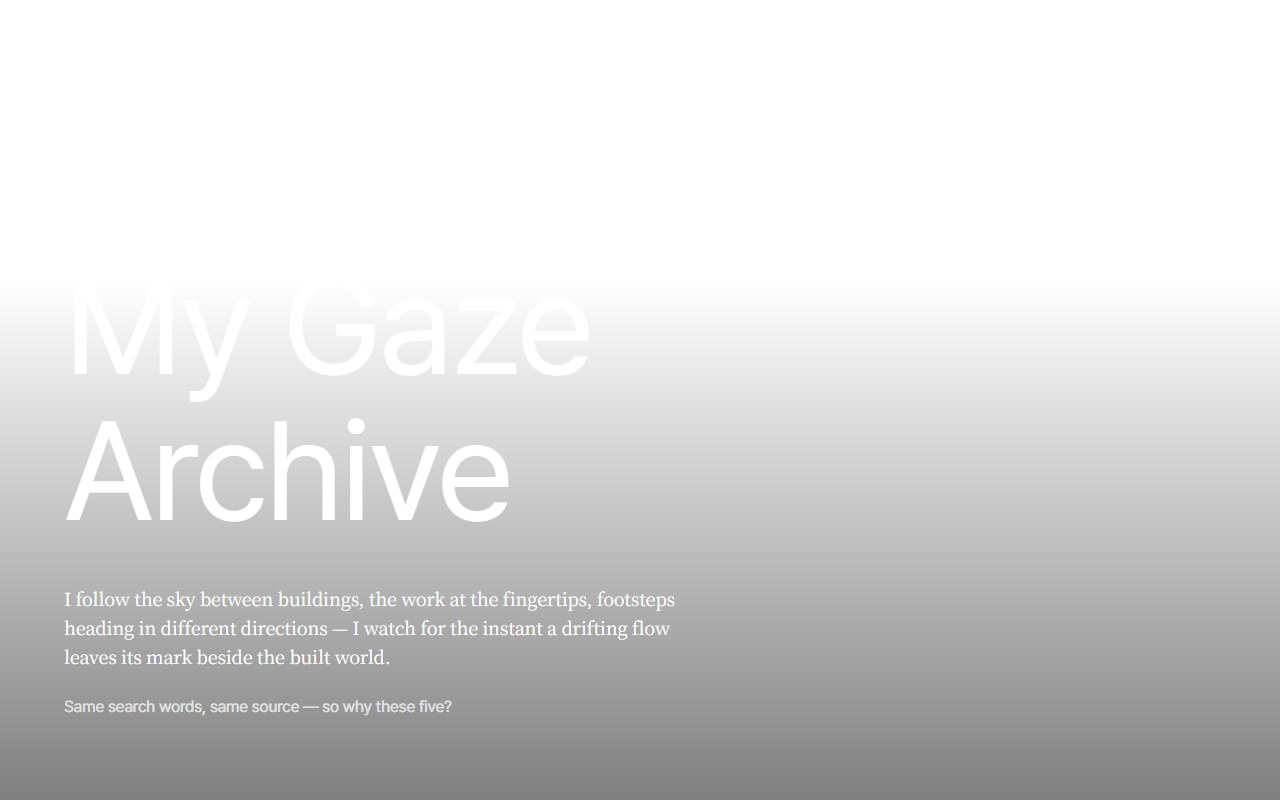 My Gaze
Archive
I follow the sky between buildings, the work at the fingertips, footsteps
heading in different directions — I watch for the instant a drifting flow
leaves its mark beside the built world.
Same search words, same source — so why these five?